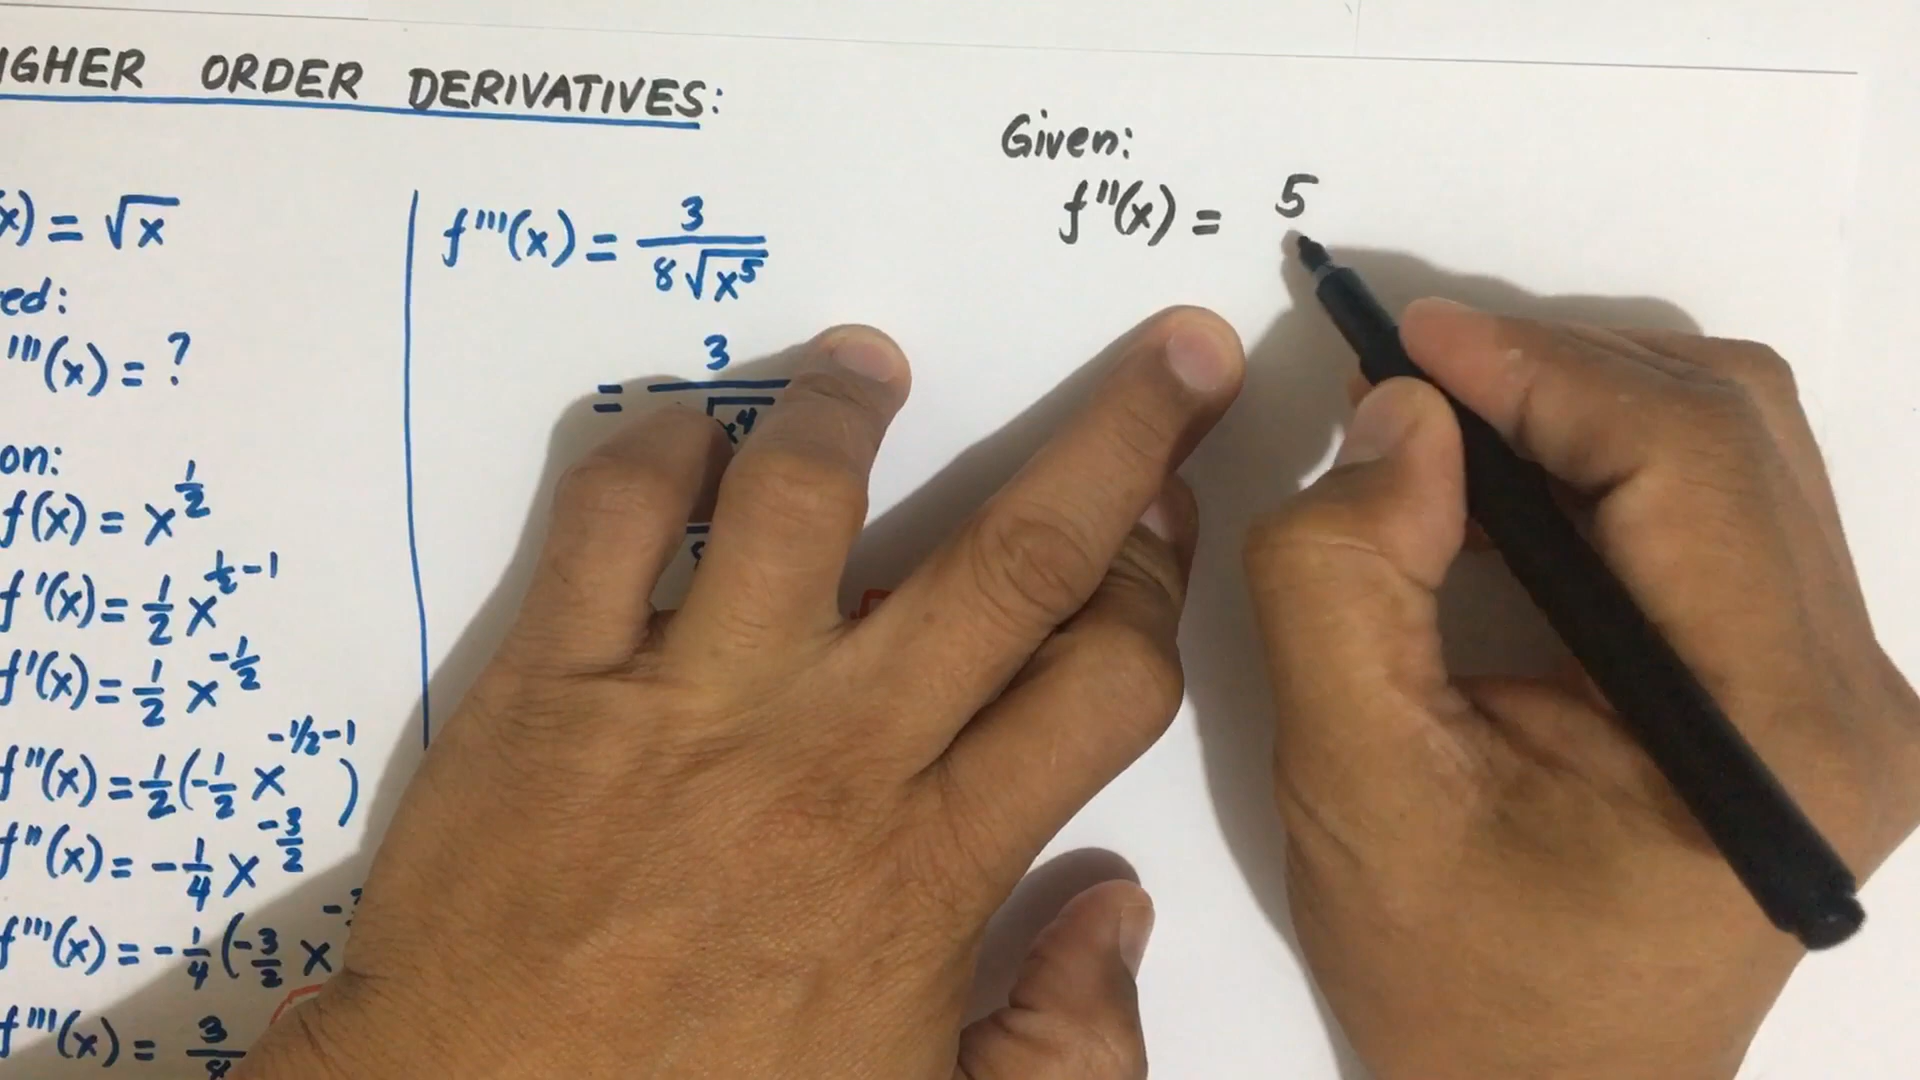 IGHER ORDER DERIVATIVES:
x) = √x
ed:
'''(x) = ?
on:
f(x) = x^(1/2)
f'(x) = 1/2 x^(1/2-1)
f'(x) = 1/2 x^(-1/2)
f''(x) = 1/2(-1/2 x^(-1/2-1))
f''(x) = -1/4 x^(-3/2)
f'''(x) = -1/4(-3/2 x
f'''(x) = 3/8
f'''(x) = 3/(8√x^5)
= 3/√x^4
Given:
f''(x) = 5